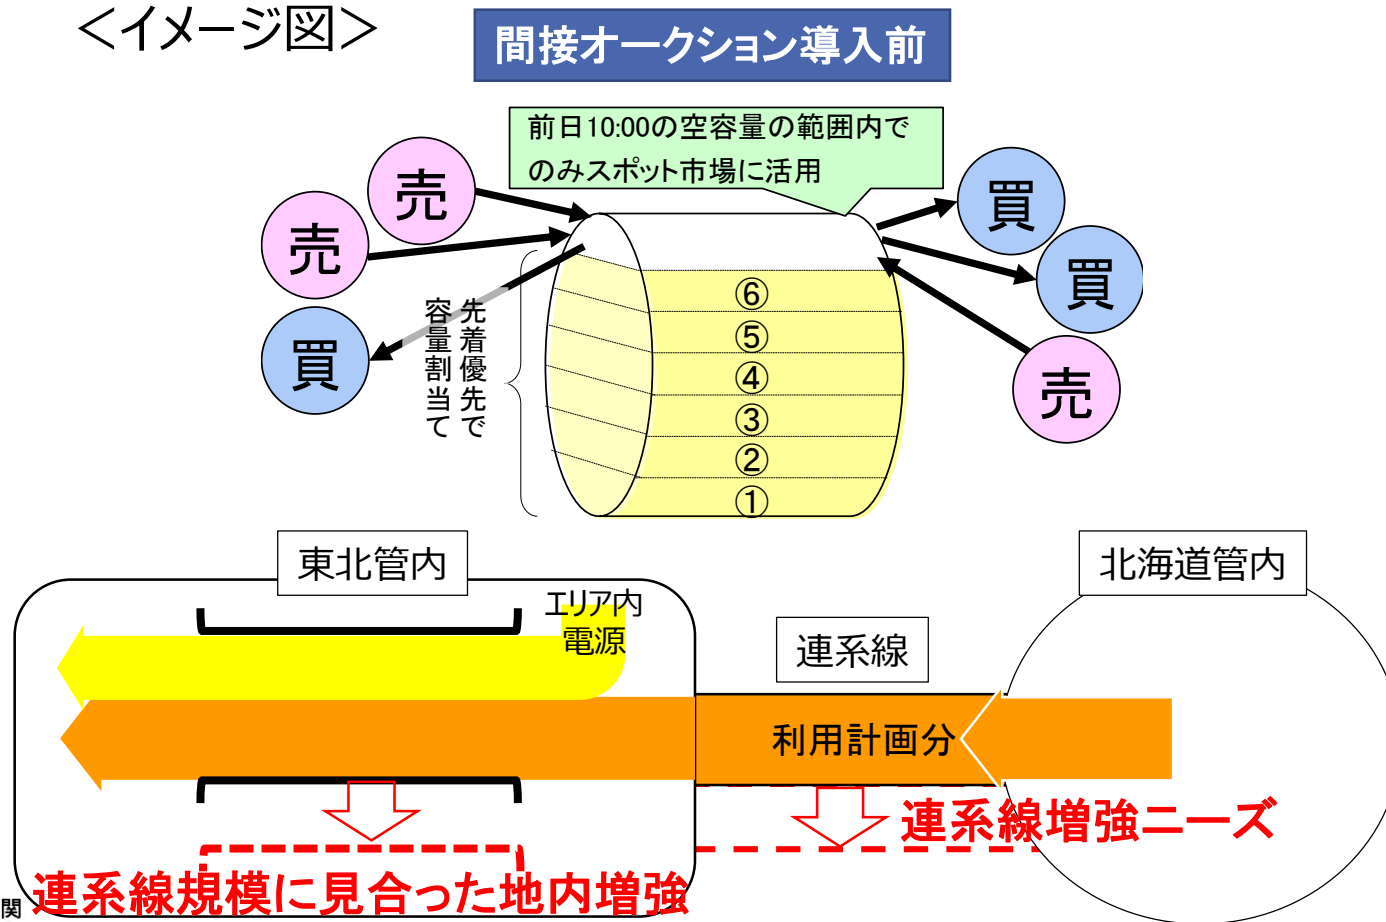 ＜イメージ図＞
間接オークション導入前
前日10:00の空容量の範囲内で
のみスポット市場に活用
売
売
買
買
買
売
先着優先で
容量割当て
⑥
⑤
④
③
②
①
東北管内
北海道管内
エリア内
電源
連系線
利用計画分
連系線増強ニーズ
連系線規模に見合った地内増強
関